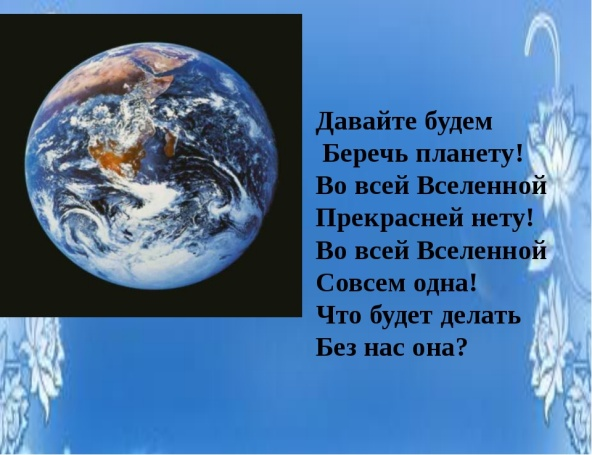 Давайте будем
Беречь планету!
Во всей Вселенной
Прекрасней нету!
Во всей Вселенной
Совсем одна!
Что будет делать
Без нас она?